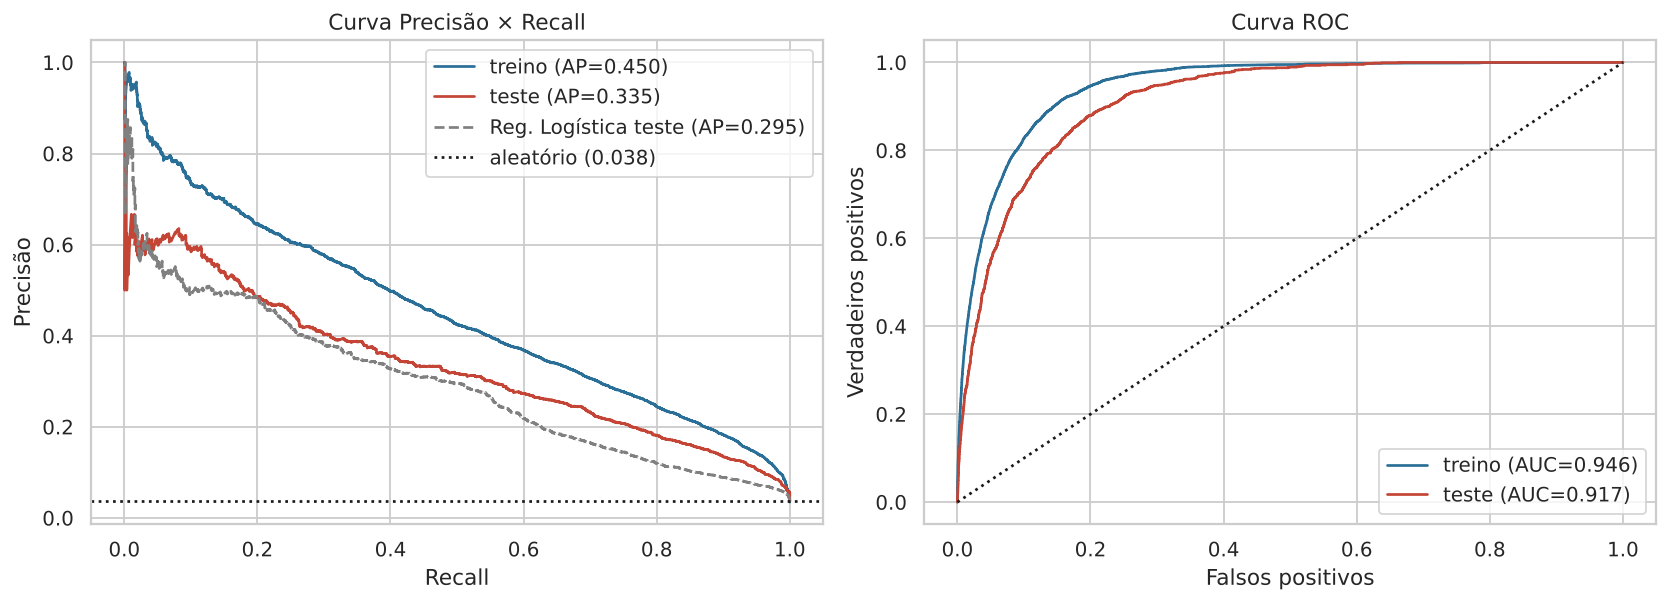 Curva Precisão × Recall
treino (AP=0.450)
teste (AP=0.335)
Reg. Logística teste (AP=0.295)
aleatório (0.038)
Precisão
1.0
0.8
0.6
0.4
0.2
0.0
0.0 0.2 0.4 0.6 0.8 1.0
Recall
Curva ROC
Verdadeiros positivos
1.0
0.8
0.6
0.4
0.2
0.0
treino (AUC=0.946)
teste (AUC=0.917)
0.0 0.2 0.4 0.6 0.8 1.0
Falsos positivos